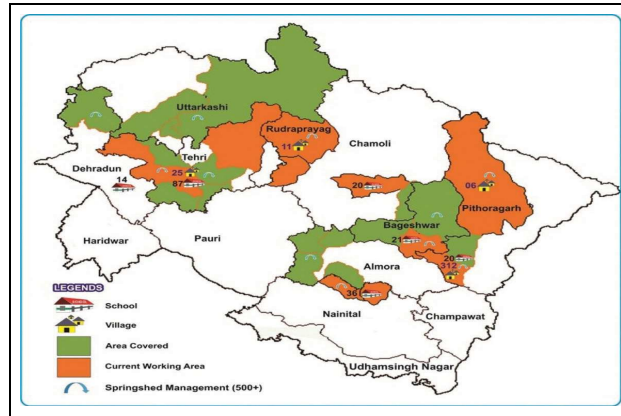 Uttarkashi
Rudraprayag
11
Chamoli
Tehri
Dehradun
14
25
87
20
06
Pithoragarh
Haridwar
Pauri
Bageshwar
21
20
312
Almora
36
Nainital
Champawat
Udhamsingh Nagar
LEGENDS
School
Village
Area Covered
Current Working Area
Springshed Management (500+)